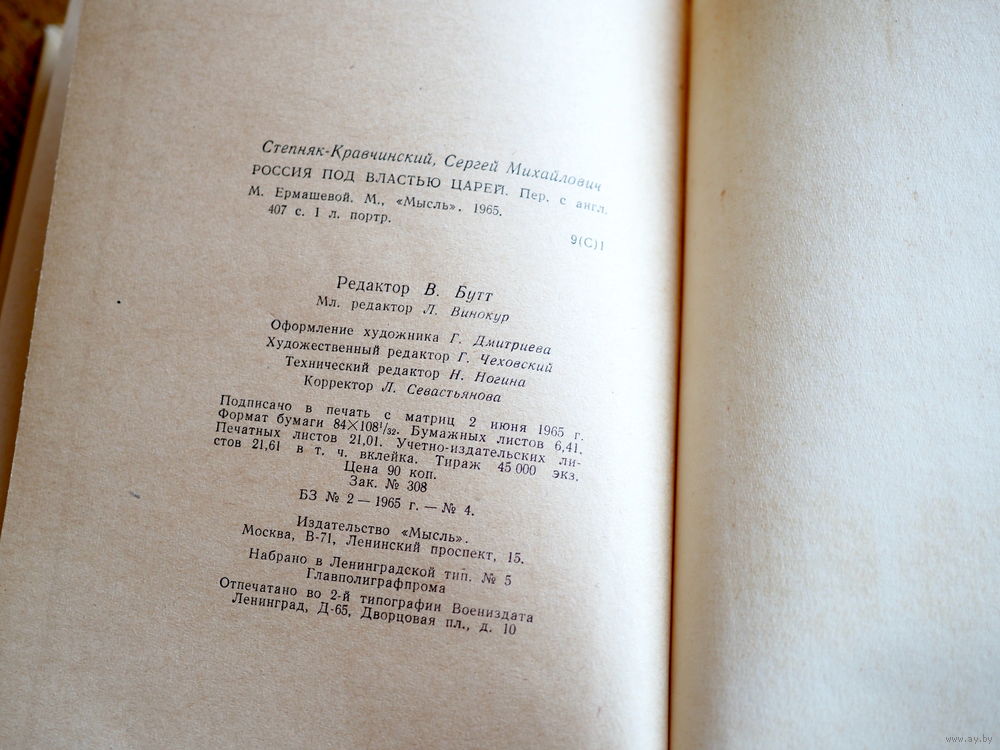 Степняк-Кравчинский, Сергей Михайлович
РОССИЯ ПОД ВЛАСТЬЮ ЦАРЕЙ. Пер. с англ.
М. Ермашевой. М., «Мысль». 1965.
407 с. 1 л. портр.
9(С)1
Редактор В. Бутт
Мл. редактор Л. Винокур
Оформление художника Г. Дмитриева
Художественный редактор Г. Чеховский
Технический редактор Н. Ногина
Корректор Л. Севастьянова
Подписано в печать с матриц 2 июня 1965 г.
Формат бумаги 84×108¹/₃₂. Бумажных листов 6,41.
Печатных листов 21,01. Учетно-издательских ли-
стов 21,61 в т. ч. вклейка. Тираж 45 000 экз.
Цена 90 коп.
Зак. № 308
БЗ № 2 — 1965 г. — № 4.
Издательство «Мысль».
Москва, В-71, Ленинский проспект, 15.
Набрано в Ленинградской тип. № 5
Главполиграфпрома
Отпечатано во 2-й типографии Воениздата
Ленинград, Д-65, Дворцовая пл., д. 10
www.ay.by